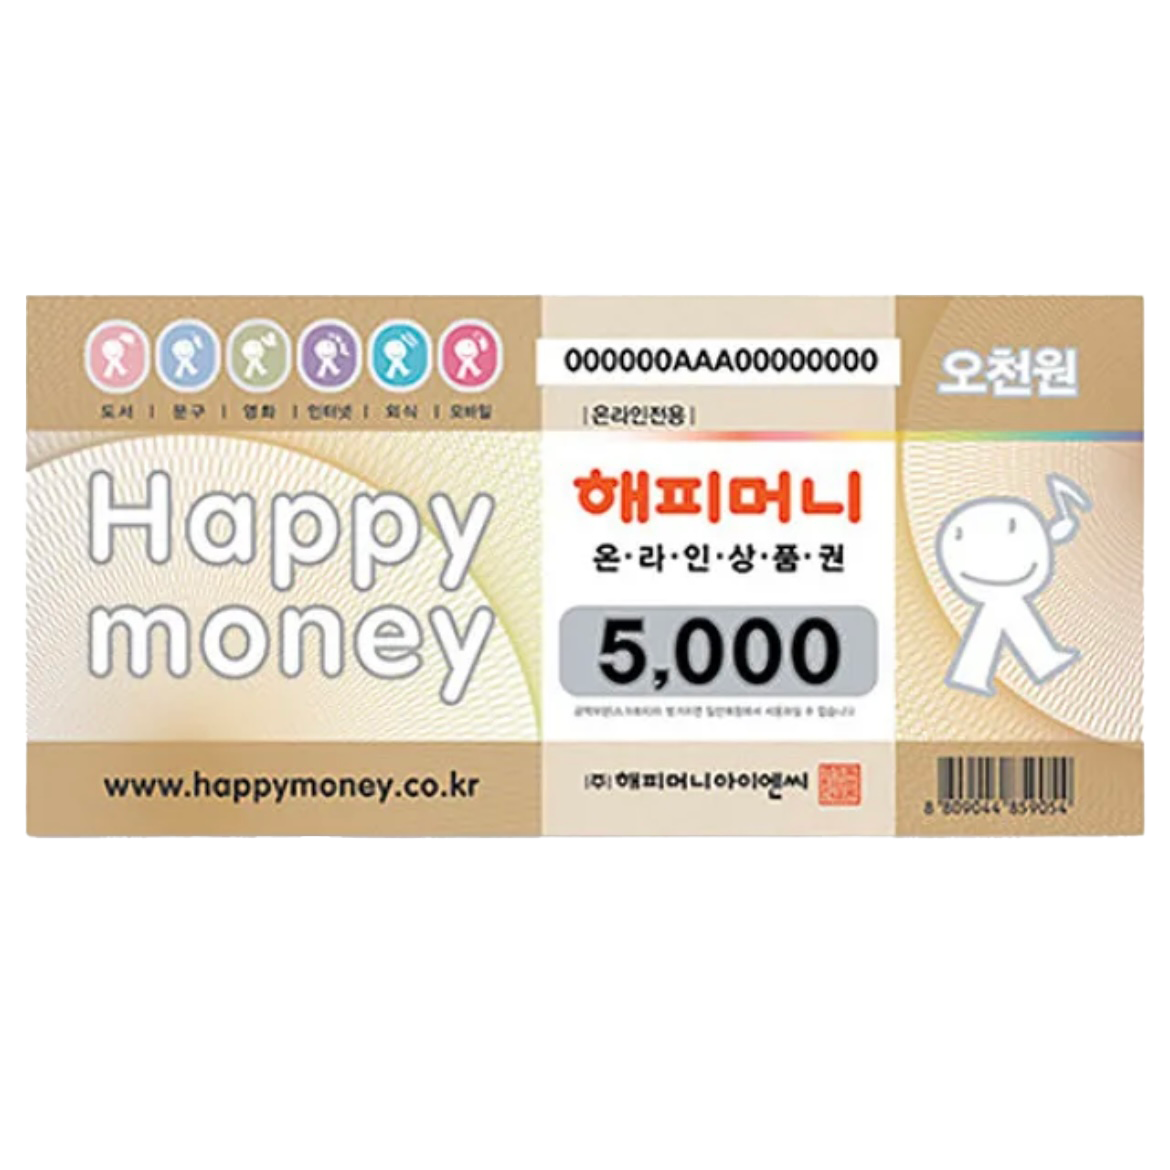 도서 | 문구 | 영화 | 인터넷 | 외식 | 모바일
Happy
money
www.happymoney.co.kr
000000AAA00000000
|온라인전용|
해피머니
온·라·인·상·품·권
5,000
(주)해피머니아이엔씨
오천원
8 809044 859054